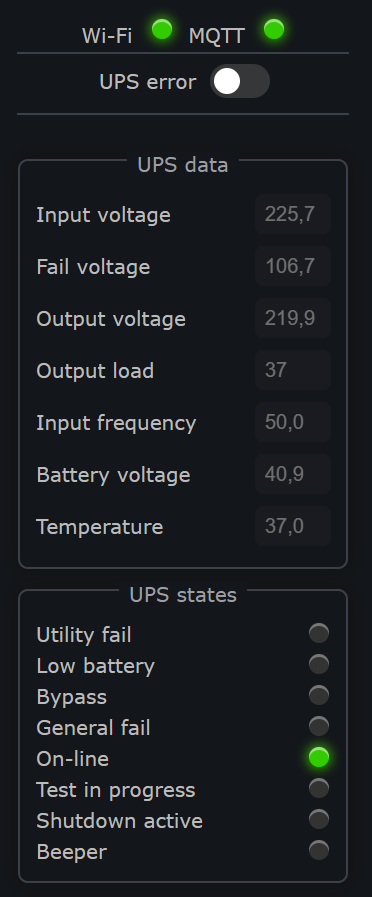 Wi-Fi MQTT
UPS error
UPS data
Input voltage 225,7
Fail voltage 106,7
Output voltage 219,9
Output load 37
Input frequency 50,0
Battery voltage 40,9
Temperature 37,0
UPS states
Utility fail
Low battery
Bypass
General fail
On-line
Test in progress
Shutdown active
Beeper